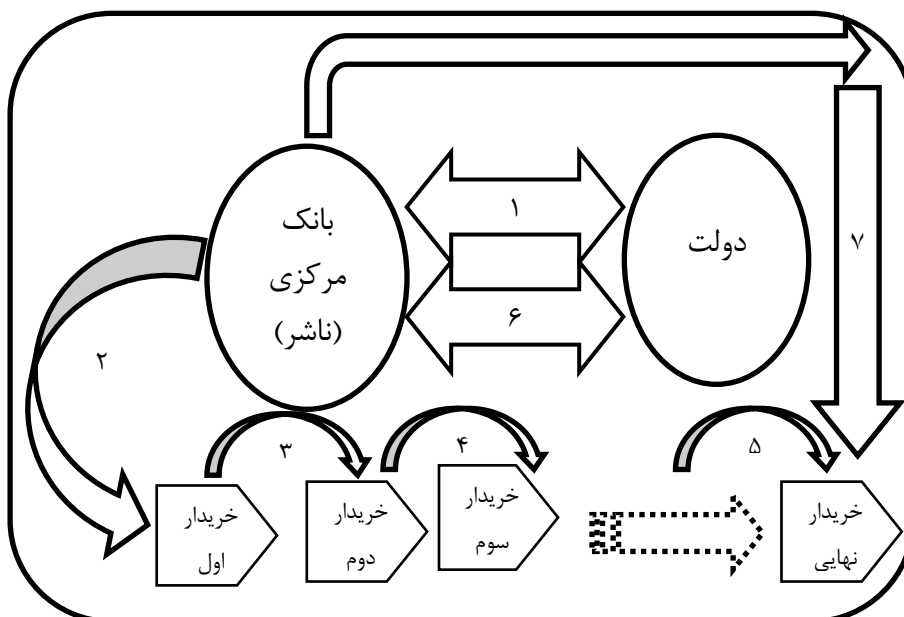 ۱
بانک
مرکزی
(ناشر)
دولت
۷
۶
۲
۳
۴
۵
خریدار
اول
خریدار
دوم
خریدار
سوم
خریدار
نهایی